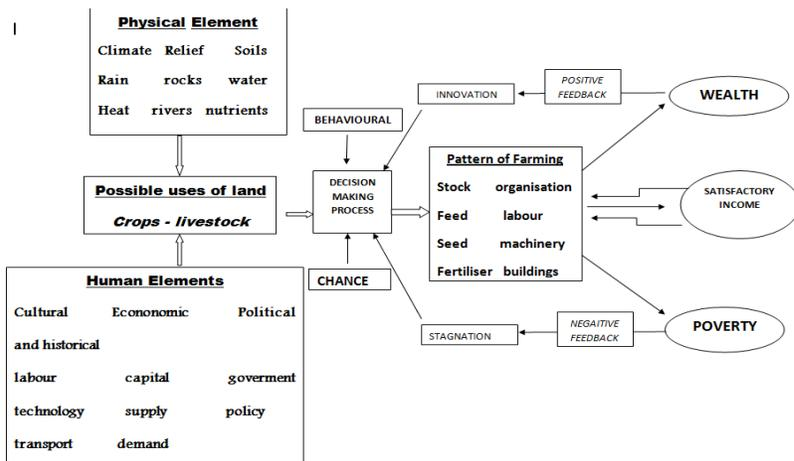 Physical Element
Climate Relief Soils
Rain rocks water
Heat rivers nutrients
Possible uses of land
Crops - livestock
Human Elements
Cultural Econonomic Political
and historical
labour capital goverment
technology supply policy
transport demand
BEHAVIOURAL
DECISION
MAKING
PROCESS
CHANCE
INNOVATION
POSITIVE
FEEDBACK
Pattern of Farming
Stock organisation
Feed labour
Seed machinery
Fertiliser buildings
STAGNATION
NEGAITIVE
FEEDBACK
WEALTH
SATISFACTORY
INCOME
POVERTY